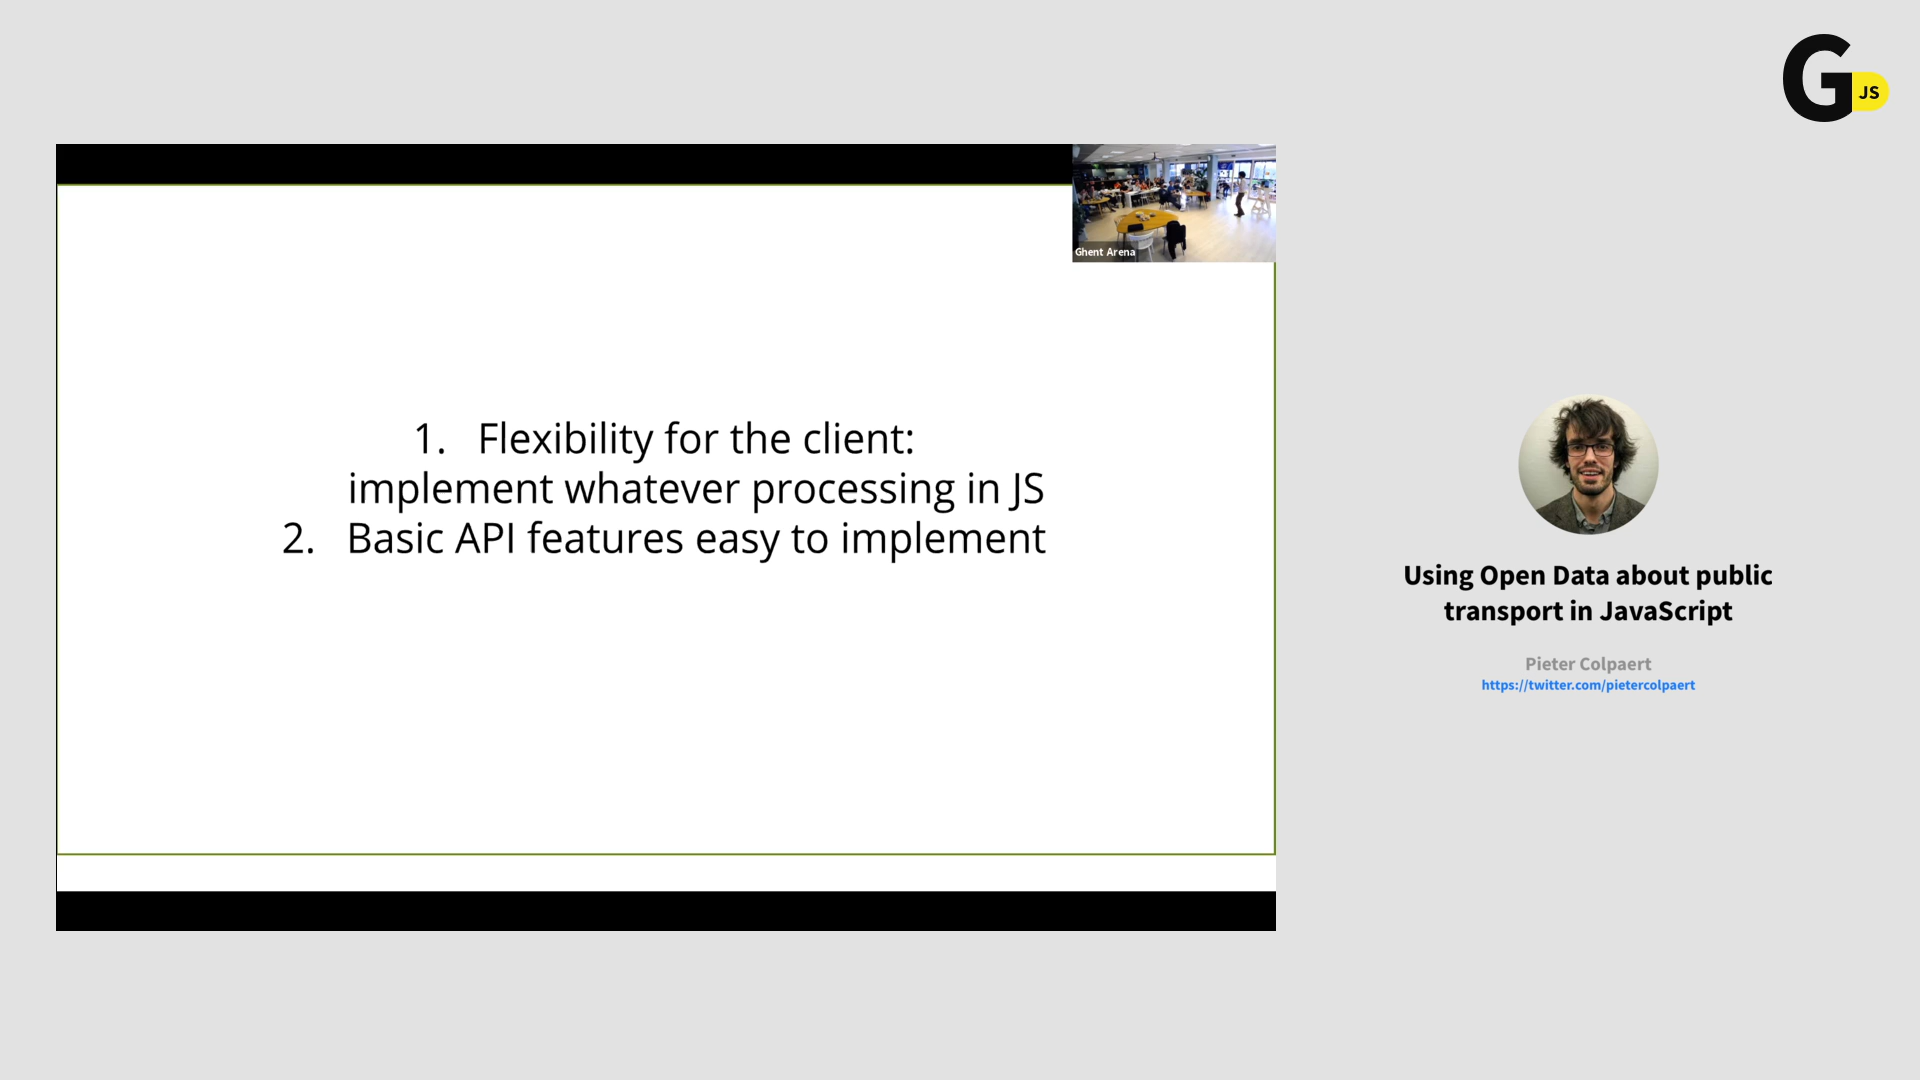 G JS
Ghent Arena
1. Flexibility for the client:
implement whatever processing in JS
2. Basic API features easy to implement
Using Open Data about public
transport in JavaScript
Pieter Colpaert
https://twitter.com/pietercolpaert